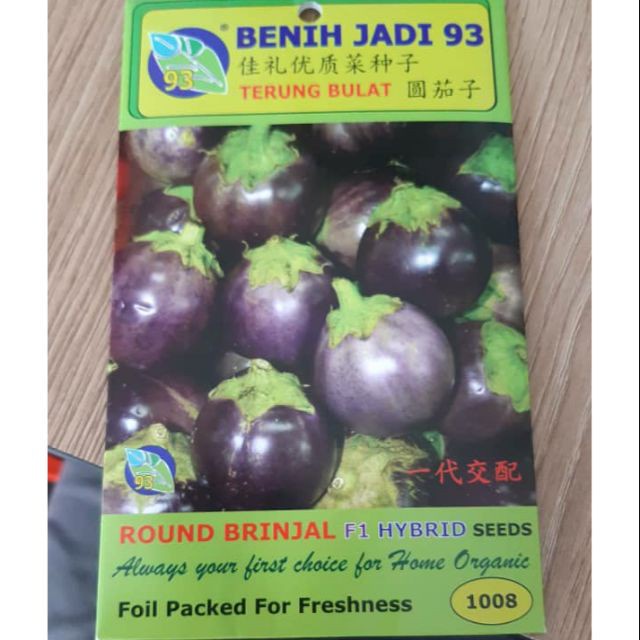 BENIH JADI 93
佳礼优质菜种子
TERUNG BULAT 圆茄子
®
93
93
一代交配
ROUND BRINJAL F1 HYBRID SEEDS
Always your first choice for Home Organic
Foil Packed For Freshness
1008